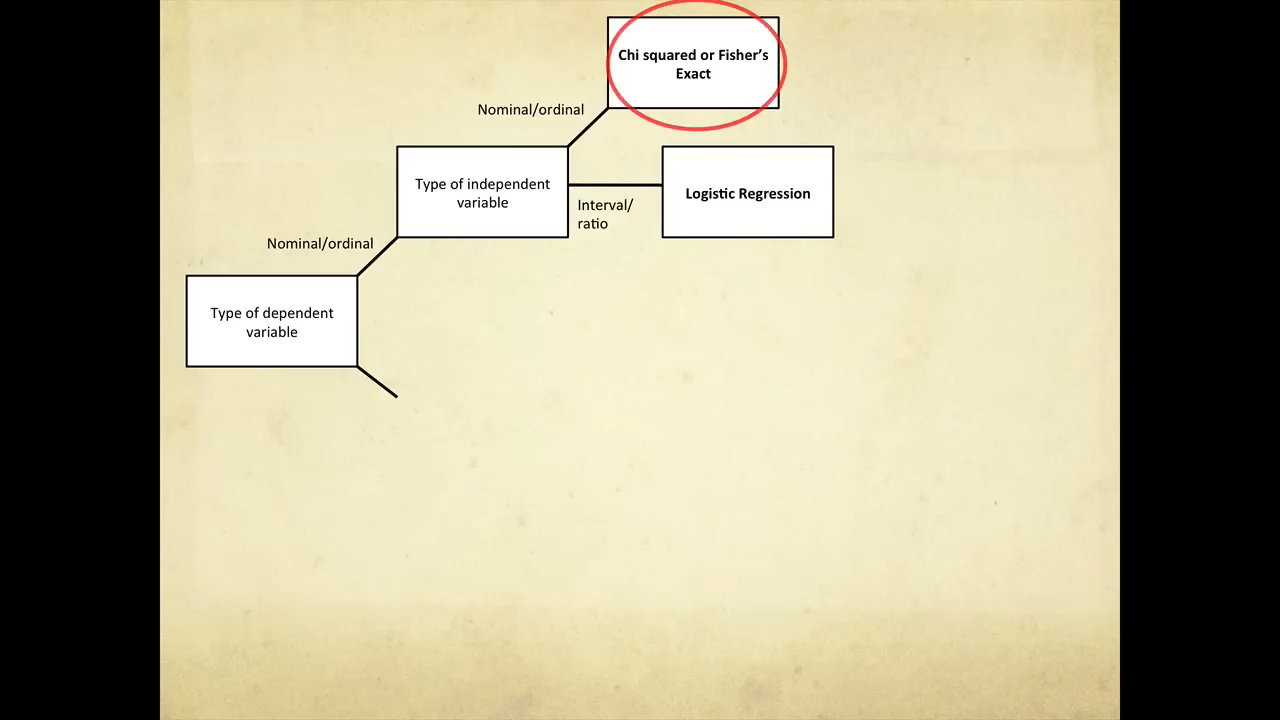 Chi squared or Fisher’s
Exact
Nominal/ordinal
Type of independent
variable
Logistic Regression
Interval/
ratio
Nominal/ordinal
Type of dependent
variable